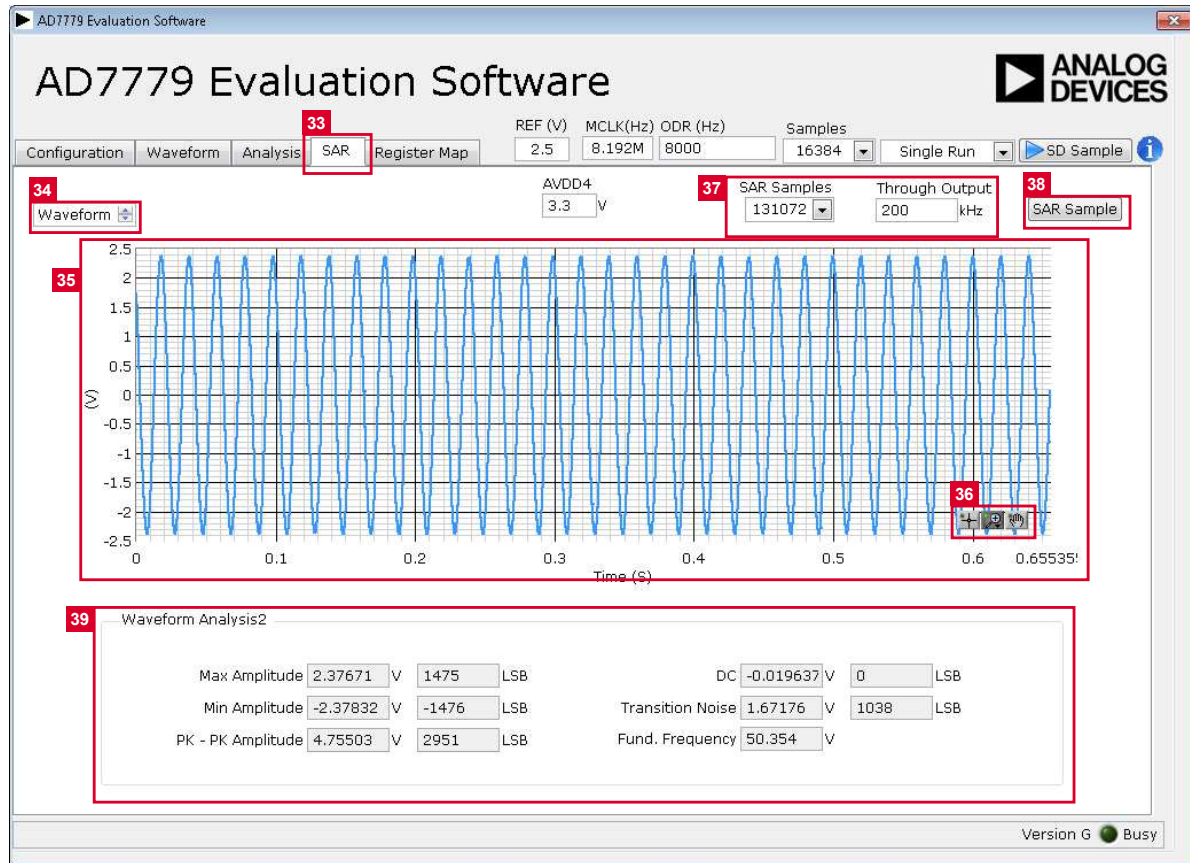 AD7779 Evaluation Software
AD7779 Evaluation Software
ANALOG
DEVICES
33
REF (V) MCLK(Hz) ODR (Hz) Samples
Configuration Waveform Analysis SAR Register Map 2.5 8.192M 8000 16384 Single Run SD Sample i
34 AVDD4 37 SAR Samples Through Output 38
Waveform 3.3 V 131072 200 kHz SAR Sample
35
2.5
2
1.5
1
0.5
0
-0.5
-1
-1.5
-2
-2.5
(V)
36
0 0.1 0.2 0.3 0.4 0.5 0.6 0.65535
Time (S)
39 Waveform Analysis2
Max Amplitude 2.37671 V 1475 LSB DC -0.019637 V 0 LSB
Min Amplitude -2.37832 V -1476 LSB Transition Noise 1.67176 V 1038 LSB
PK - PK Amplitude 4.75503 V 2951 LSB Fund. Frequency 50.354 V
Version G Busy